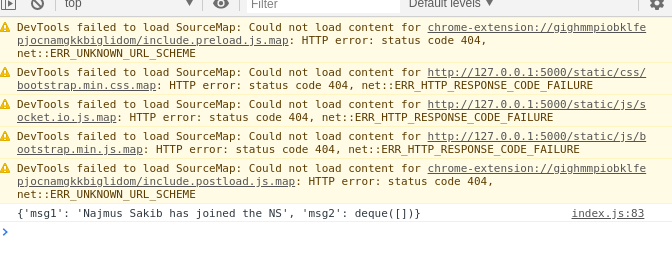 top
Filter
Default levels
DevTools failed to load SourceMap: Could not load content for chrome-extension://gighmmpiobklfe
pjocnamgkkbiglidom/include.preload.js.map: HTTP error: status code 404,
net::ERR_UNKNOWN_URL_SCHEME
DevTools failed to load SourceMap: Could not load content for http://127.0.0.1:5000/static/css/
bootstrap.min.css.map: HTTP error: status code 404, net::ERR_HTTP_RESPONSE_CODE_FAILURE
DevTools failed to load SourceMap: Could not load content for http://127.0.0.1:5000/static/js/s
ocket.io.js.map: HTTP error: status code 404, net::ERR_HTTP_RESPONSE_CODE_FAILURE
DevTools failed to load SourceMap: Could not load content for http://127.0.0.1:5000/static/js/b
ootstrap.min.js.map: HTTP error: status code 404, net::ERR_HTTP_RESPONSE_CODE_FAILURE
DevTools failed to load SourceMap: Could not load content for chrome-extension://gighmmpiobklfe
pjocnamgkkbiglidom/include.postload.js.map: HTTP error: status code 404,
net::ERR_UNKNOWN_URL_SCHEME
{'msg1': 'Najmus Sakib has joined the NS', 'msg2': deque([])} index.js:83